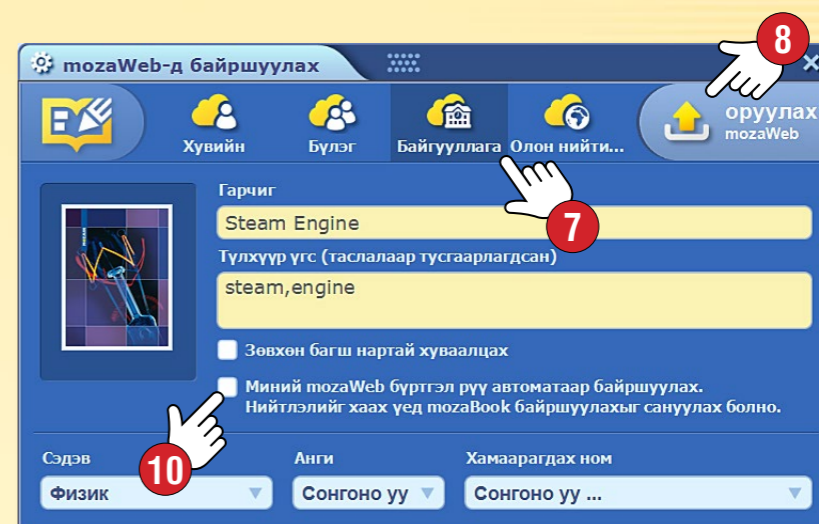 8
mozaWeb-д байршуулах
Хувийн
Бүлэг
Байгууллага
Олон нийти...
оруулах
mozaWeb
Гарчиг
Steam Engine
7
Түлхүүр үгс (таслалаар тусгаарлагдсан)
steam,engine
Зөвхөн багш нартай хуваалцах
Миний mozaWeb бүртгэл рүү автоматаар байршуулах.
Нийтлэлийг хаах үед mozaBook байршуулахыг сануулах болно.
10
Сэдэв
Анги
Хамаарагдах ном
Физик
Сонгоно уу
Сонгоно уу ...